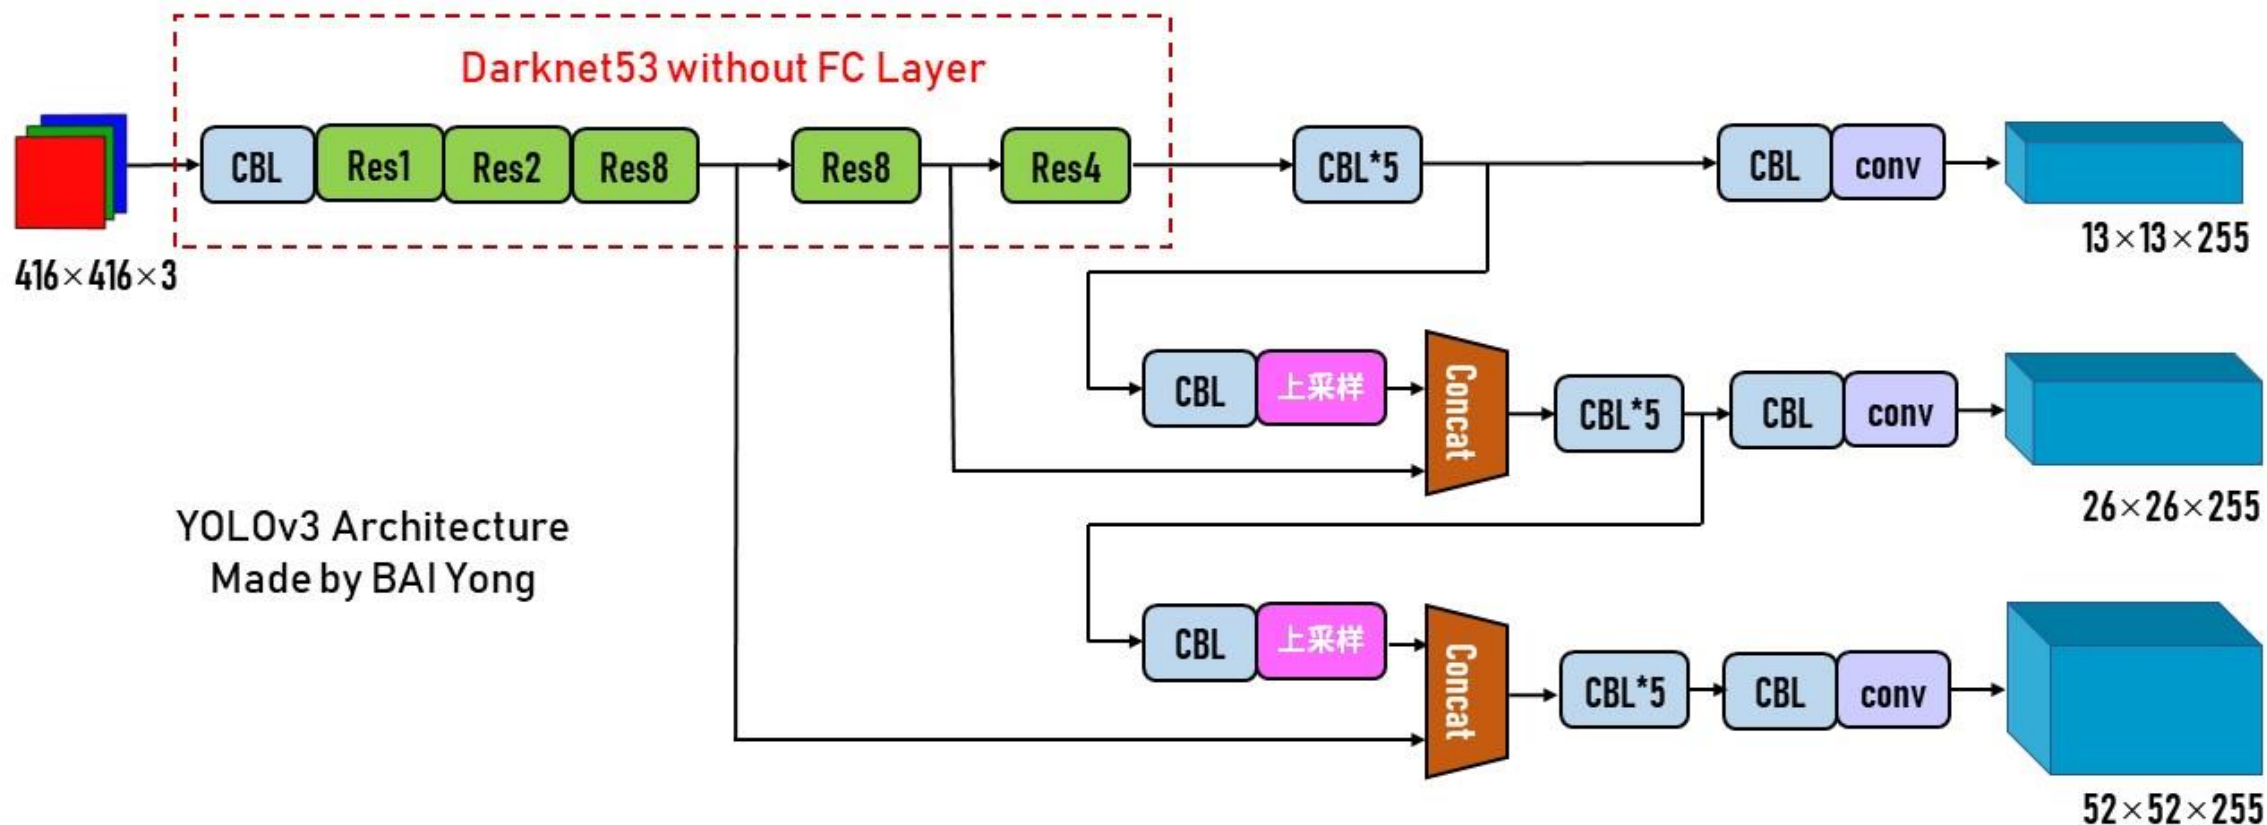 Darknet53 without FC Layer
CBL
Res1
Res2
Res8
Res8
Res4
CBL*5
CBL
conv
13×13×255
416×416×3
CBL
上采样
Concat
CBL*5
CBL
conv
26×26×255
YOLOv3 Architecture
Made by BAI Yong
CBL
上采样
Concat
CBL*5
CBL
conv
52×52×255